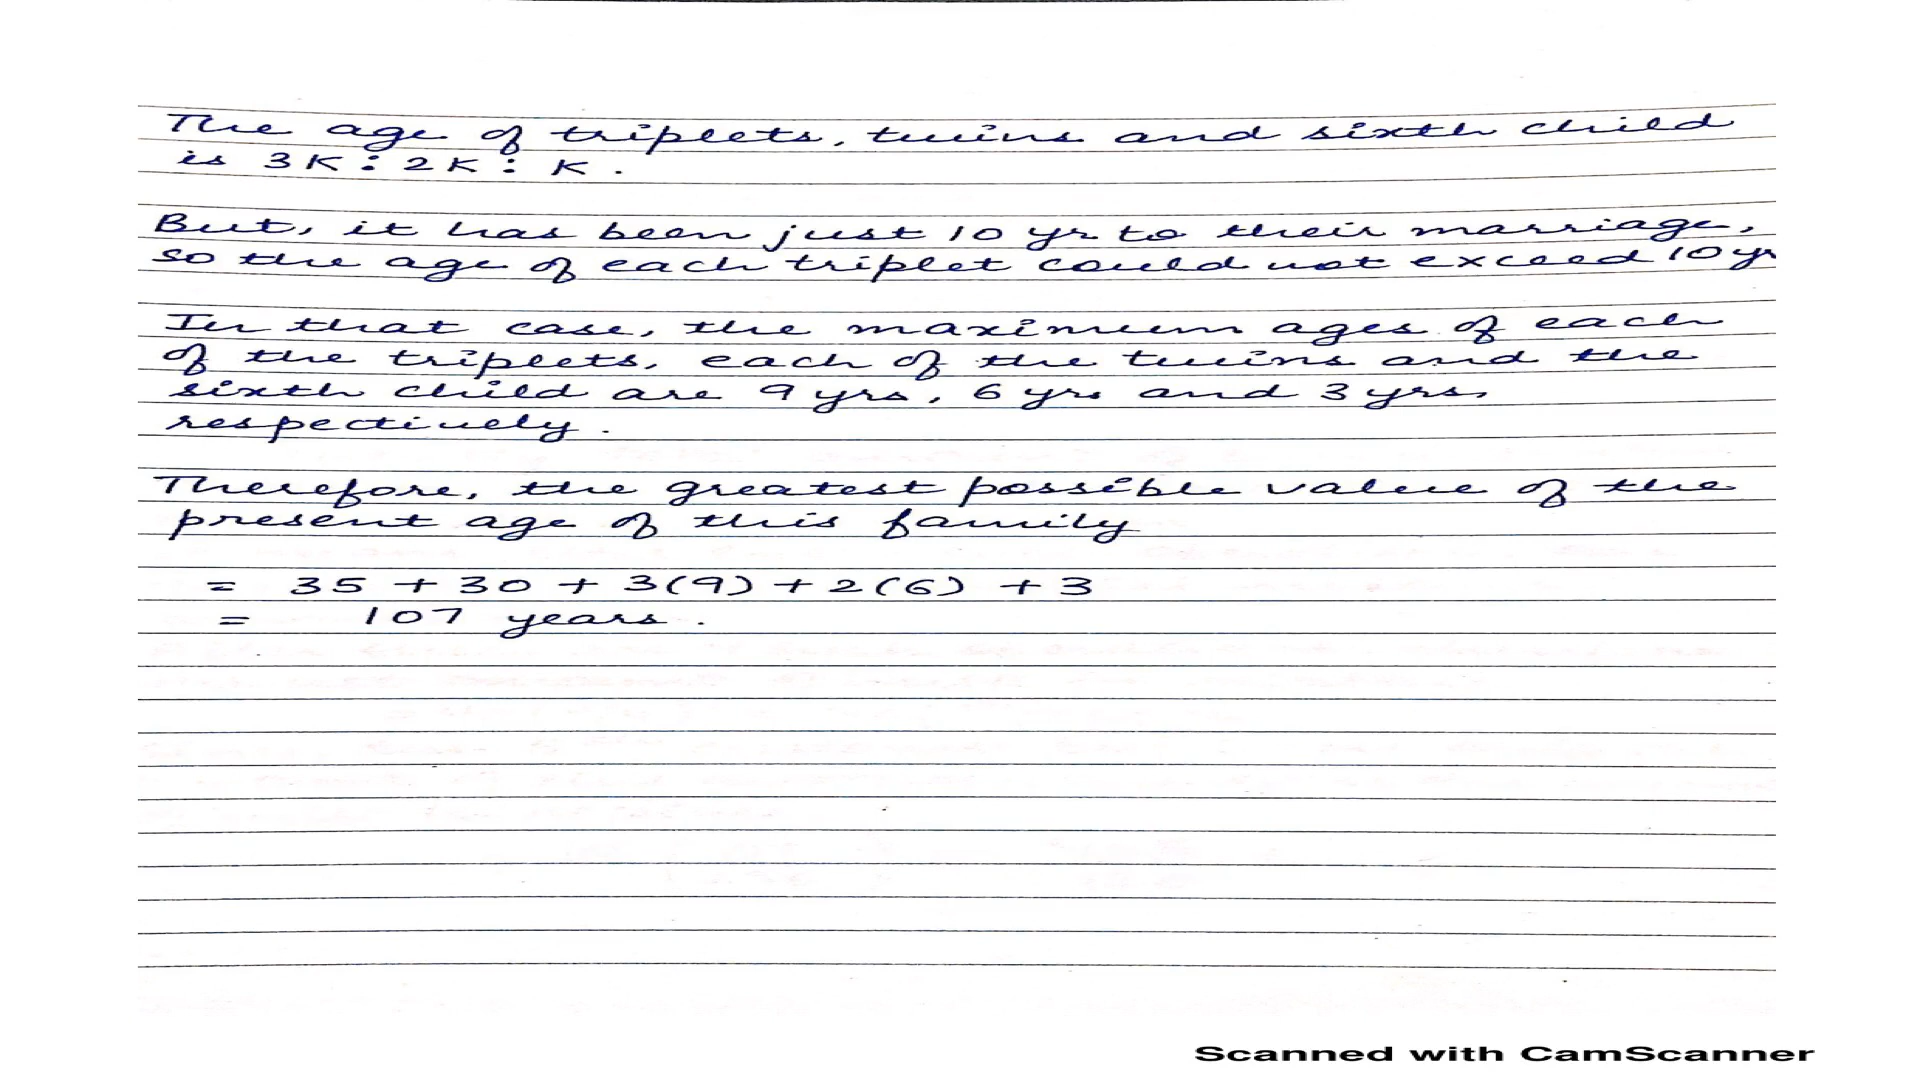 The age of triplets, twins and sixth child
is 3K : 2K : K .
But, it has been just 10 yr to their marriage,
so the age of each triplet could not exceed 10 yr
In that case, the maximum ages of each
of the triplets, each of the twins and the
sixth child are 9 yrs, 6 yrs and 3 yrs.
respectively .
Therefore, the greatest possible value of the
present age of this family
= 35 + 30 + 3(9) + 2(6) + 3
= 107 years .
Scanned with CamScanner